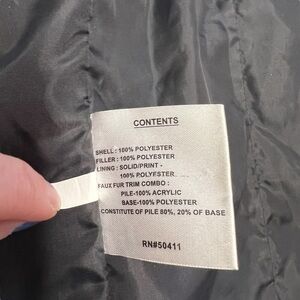 CONTENTS
SHELL : 100% POLYESTER
FILLER : 100% POLYESTER
LINING : SOLID/PRINT -
100% POLYESTER
FAUX FUR TRIM COMBO :
PILE-100% ACRYLIC
BASE-100% POLYESTER
CONSTITUTE OF PILE 80%, 20% OF BASE
RN#50411